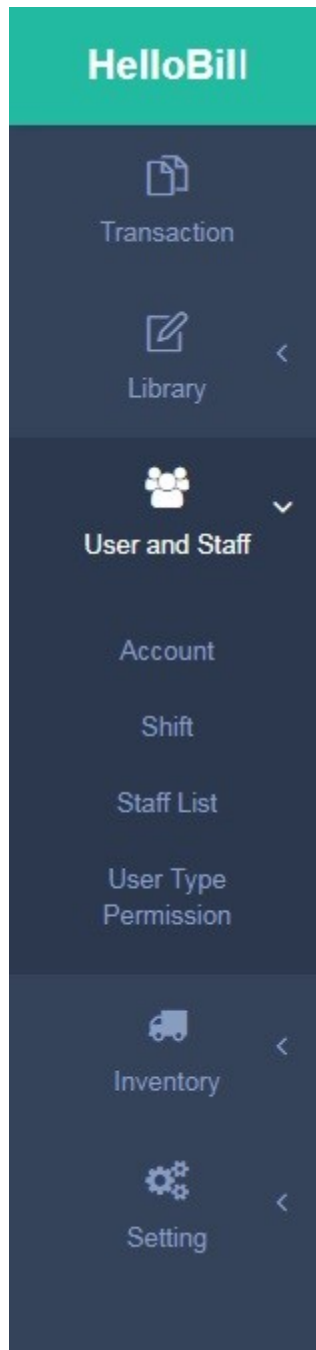 HelloBill
Transaction
Library
User and Staff
Account
Shift
Staff List
User Type
Permission
Inventory
Setting